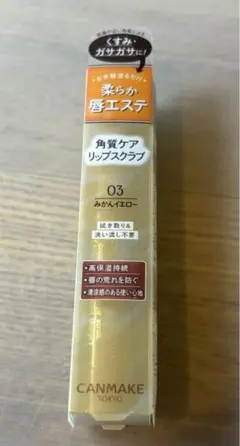 くすみ・
ガサガサに!
柔らか
唇エステ
角質ケア
リップスクラブ
03
みかんイエロー
拭き取り&
洗い流し不要
・高保湿持続
・唇の荒れを防ぐ
・清涼感のある使い心地
CANMAKE
TOKYO